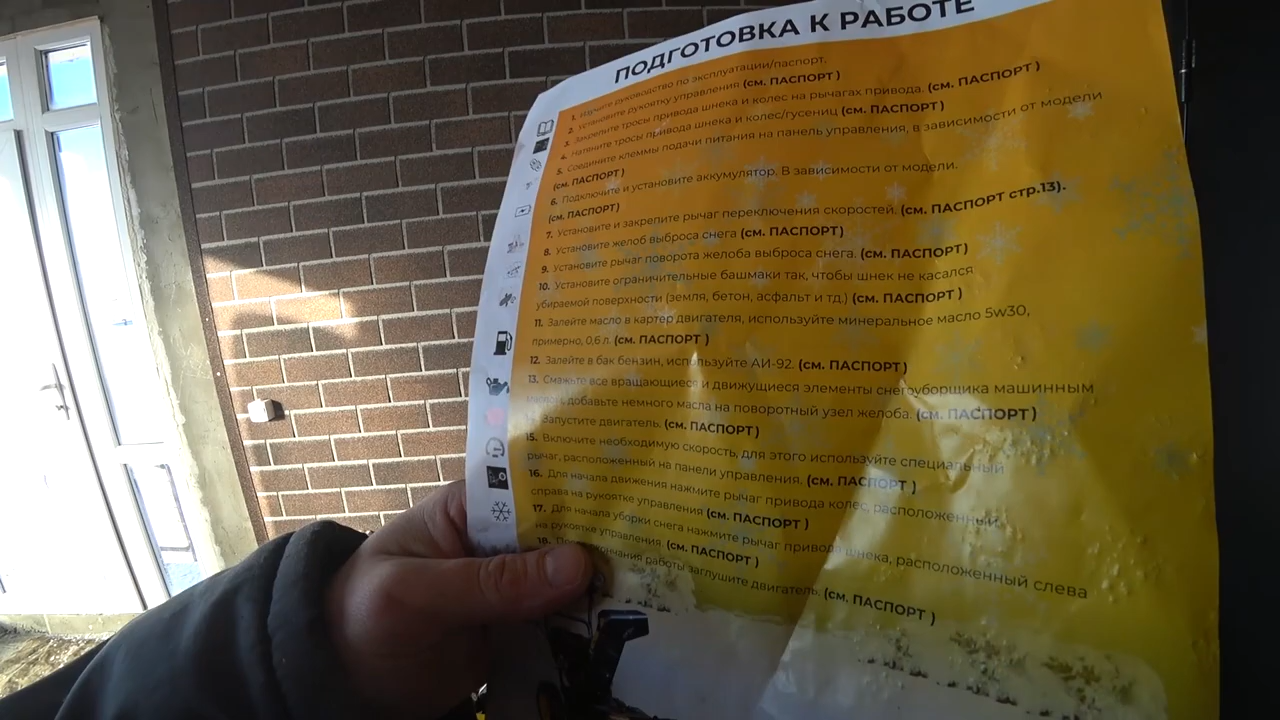 ПОДГОТОВКА К РАБОТЕ
1. Изучите руководство по эксплуатации/паспорт.
2. Установите рукоятку управления (см. ПАСПОРТ )
3. Закрепите тросы привода шнека и колес на рычагах привода. (см. ПАСПОРТ )
4. Натяните тросы привода шнека и колес/гусениц (см. ПАСПОРТ )
5. Соедините клеммы подачи питания на панель управления, в зависимости от модели
(см. ПАСПОРТ )
6. Подключите и установите аккумулятор. В зависимости от модели.
(см. ПАСПОРТ )
7. Установите и закрепите рычаг переключения скоростей. (см. ПАСПОРТ стр.13).
8. Установите желоб выброса снега (см. ПАСПОРТ )
9. Установите рычаг поворота желоба выброса снега. (см. ПАСПОРТ )
10. Установите ограничительные башмаки так, чтобы шнек не касался
убираемой поверхности (земля, бетон, асфальт и тд.) (см. ПАСПОРТ )
11. Залейте масло в картер двигателя, используйте минеральное масло 5w30,
примерно, 0,6 л. (см. ПАСПОРТ )
12. Залейте в бак бензин, используйте АИ-92. (см. ПАСПОРТ )
13. Смажьте все вращающиеся и движущиеся элементы снегоуборщика машинным
добавьте немного масла на поворотный узел желоба. (см. ПАСПОРТ )
Запустите двигатель. (см. ПАСПОРТ )
15. Включите необходимую скорость, для этого используйте специальный
рычаг, расположенный на панели управления. (см. ПАСПОРТ )
16. Для начала движения нажмите рычаг привода колес, расположенный
справа на рукоятке управления (см. ПАСПОРТ )
17. Для начала уборки снега нажмите рычаг привода шнека, расположенный слева
на рукоятке управления. (см. ПАСПОРТ )
18. работы заглушите двигатель. (см. ПАСПОРТ )